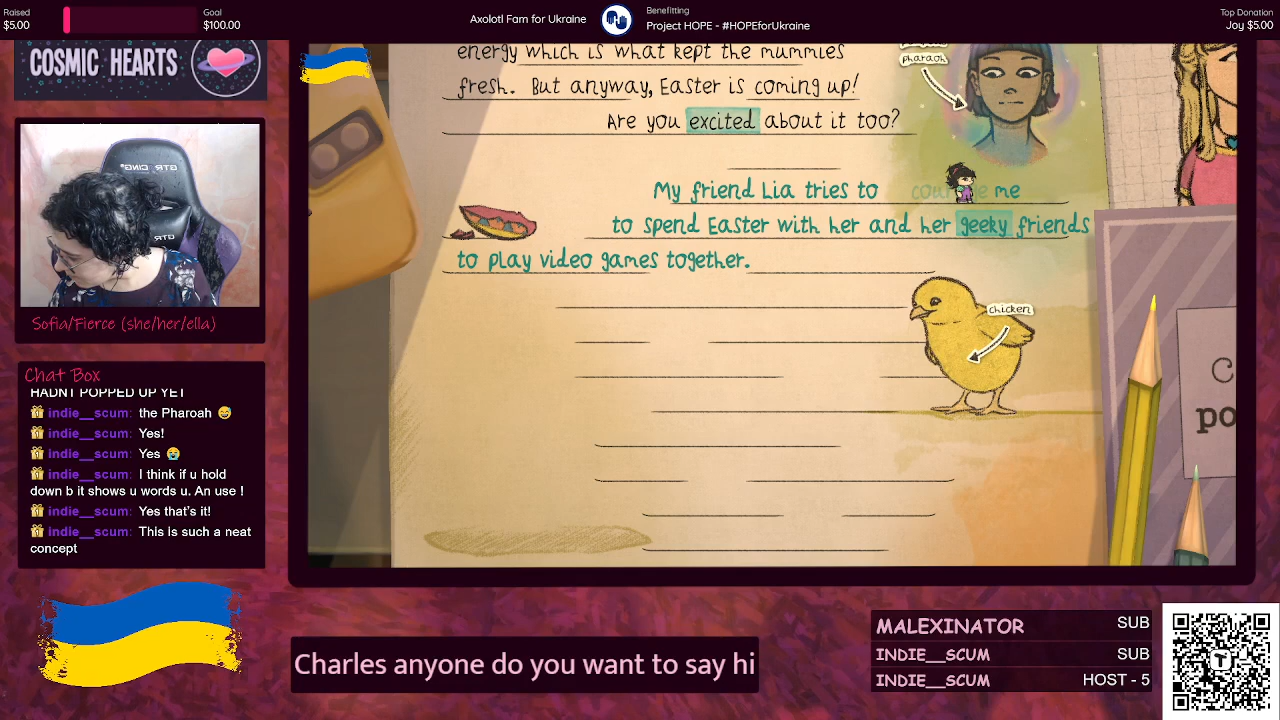 Raised
$5.00
Goal
$100.00
Axolotl Fam for Ukraine
Benefitting
Project HOPE - #HOPEforUkraine
Top Donation
Joy $5.00
COSMIC HEARTS
GTRACING
Sofia/Fierce (she/her/ella)
Chat Box
HADNT POPPED UP YET
indie__scum: the Pharoah 😅
indie__scum: Yes!
indie__scum: Yes 😭
indie__scum: I think if u hold
down b it shows u words u. An use !
indie__scum: Yes that's it!
indie__scum: This is such a neat
concept
energy which is what kept the mummies
fresh. But anyway, Easter is coming up!
Are you excited about it too?
pharaoh
My friend Lia tries to me
to spend Easter with her and her geeky friends
to play video games together.
chicken
C
po
Charles anyone do you want to say hi
MALEXINATOR SUB
INDIE__SCUM SUB
INDIE__SCUM HOST - 5
T